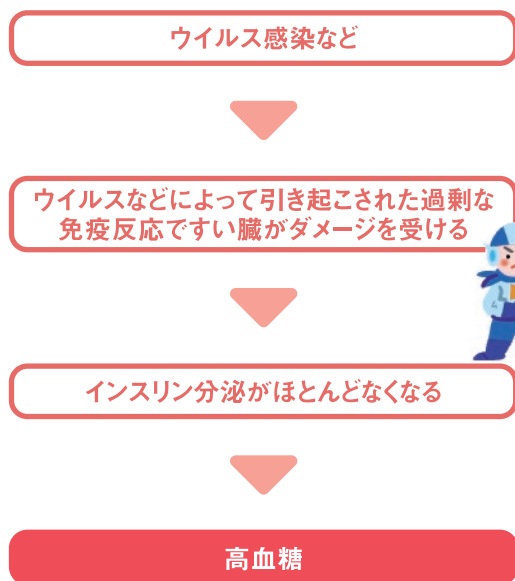 ウイルス感染など
ウイルスなどによって引き起こされた過剰な
免疫反応ですい臓がダメージを受ける
インスリン分泌がほとんどなくなる
高血糖